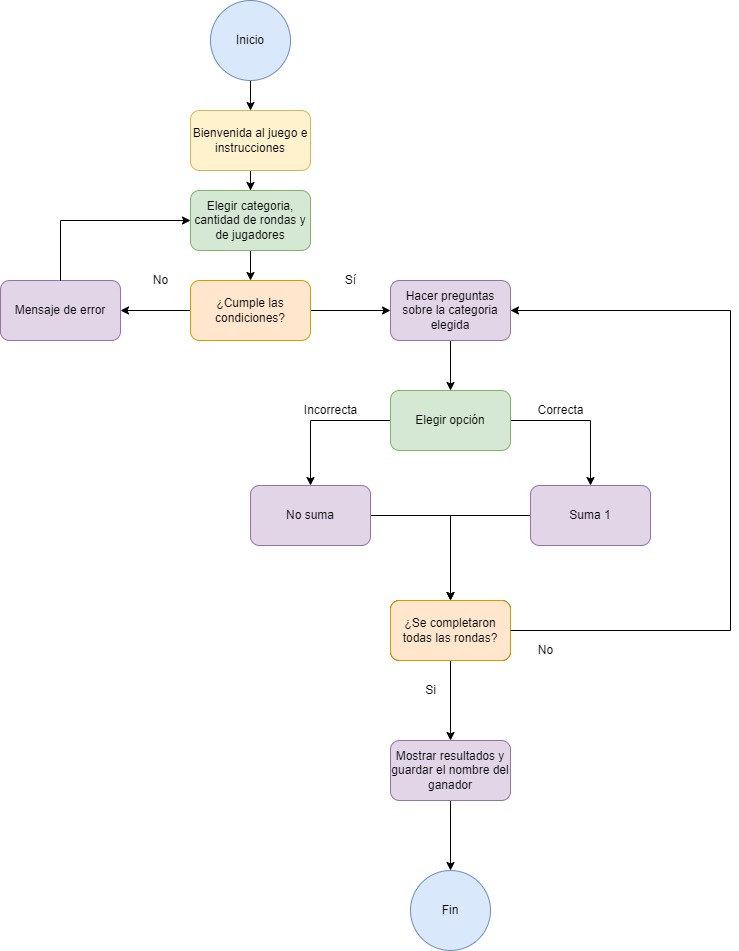 Inicio
Bienvenida al juego e
instrucciones
Elegir categoria,
cantidad de rondas y
de jugadores
No
Sí
Mensaje de error
¿Cumple las
condiciones?
Hacer preguntas
sobre la categoria
elegida
Incorrecta
Elegir opción
Correcta
No suma
Suma 1
¿Se completaron
todas las rondas?
No
Si
Mostrar resultados y
guardar el nombre del
ganador
Fin